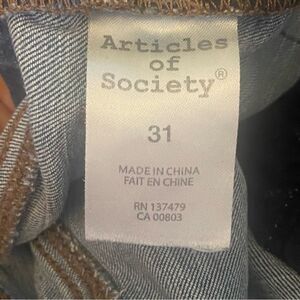 Articles
of
Society®
31
MADE IN CHINA
FAIT EN CHINE
RN 137479
CA 00803